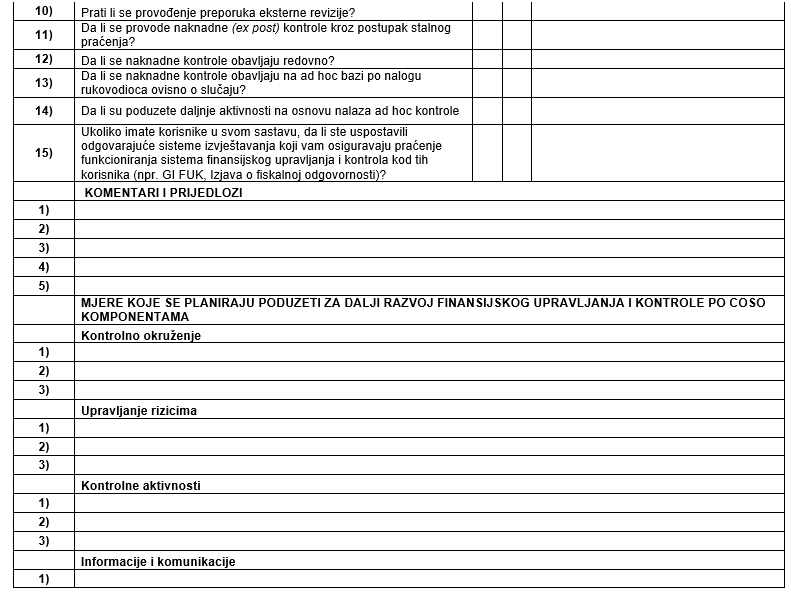 10) Prati li se provođenje preporuka eksterne revizije?
11) Da li se provode naknadne (ex post) kontrole kroz postupak stalnog
praćenja?
12) Da li se naknadne kontrole obavljaju redovno?
13) Da li se naknadne kontrole obavljaju na ad hoc bazi po nalogu
rukovodioca ovisno o slučaju?
14) Da li su poduzete daljnje aktivnosti na osnovu nalaza ad hoc kontrole
15) Ukoliko imate korisnike u svom sastavu, da li ste uspostavili
odgovarajuće sisteme izvještavanja koji vam osiguravaju praćenje
funkcioniranja sistema finansijskog upravljanja i kontrola kod tih
korisnika (npr. GI FUK, Izjava o fiskalnoj odgovornosti)?
KOMENTARI I PRIJEDLOZI
1)
2)
3)
4)
5)
MJERE KOJE SE PLANIRAJU PODUZETI ZA DALJI RAZVOJ FINANSIJSKOG UPRAVLJANJA I KONTROLE PO COSO
KOMPONENTAMA
Kontrolno okruženje
1)
2)
3)
Upravljanje rizicima
1)
2)
3)
Kontrolne aktivnosti
1)
2)
3)
Informacije i komunikacije
1)